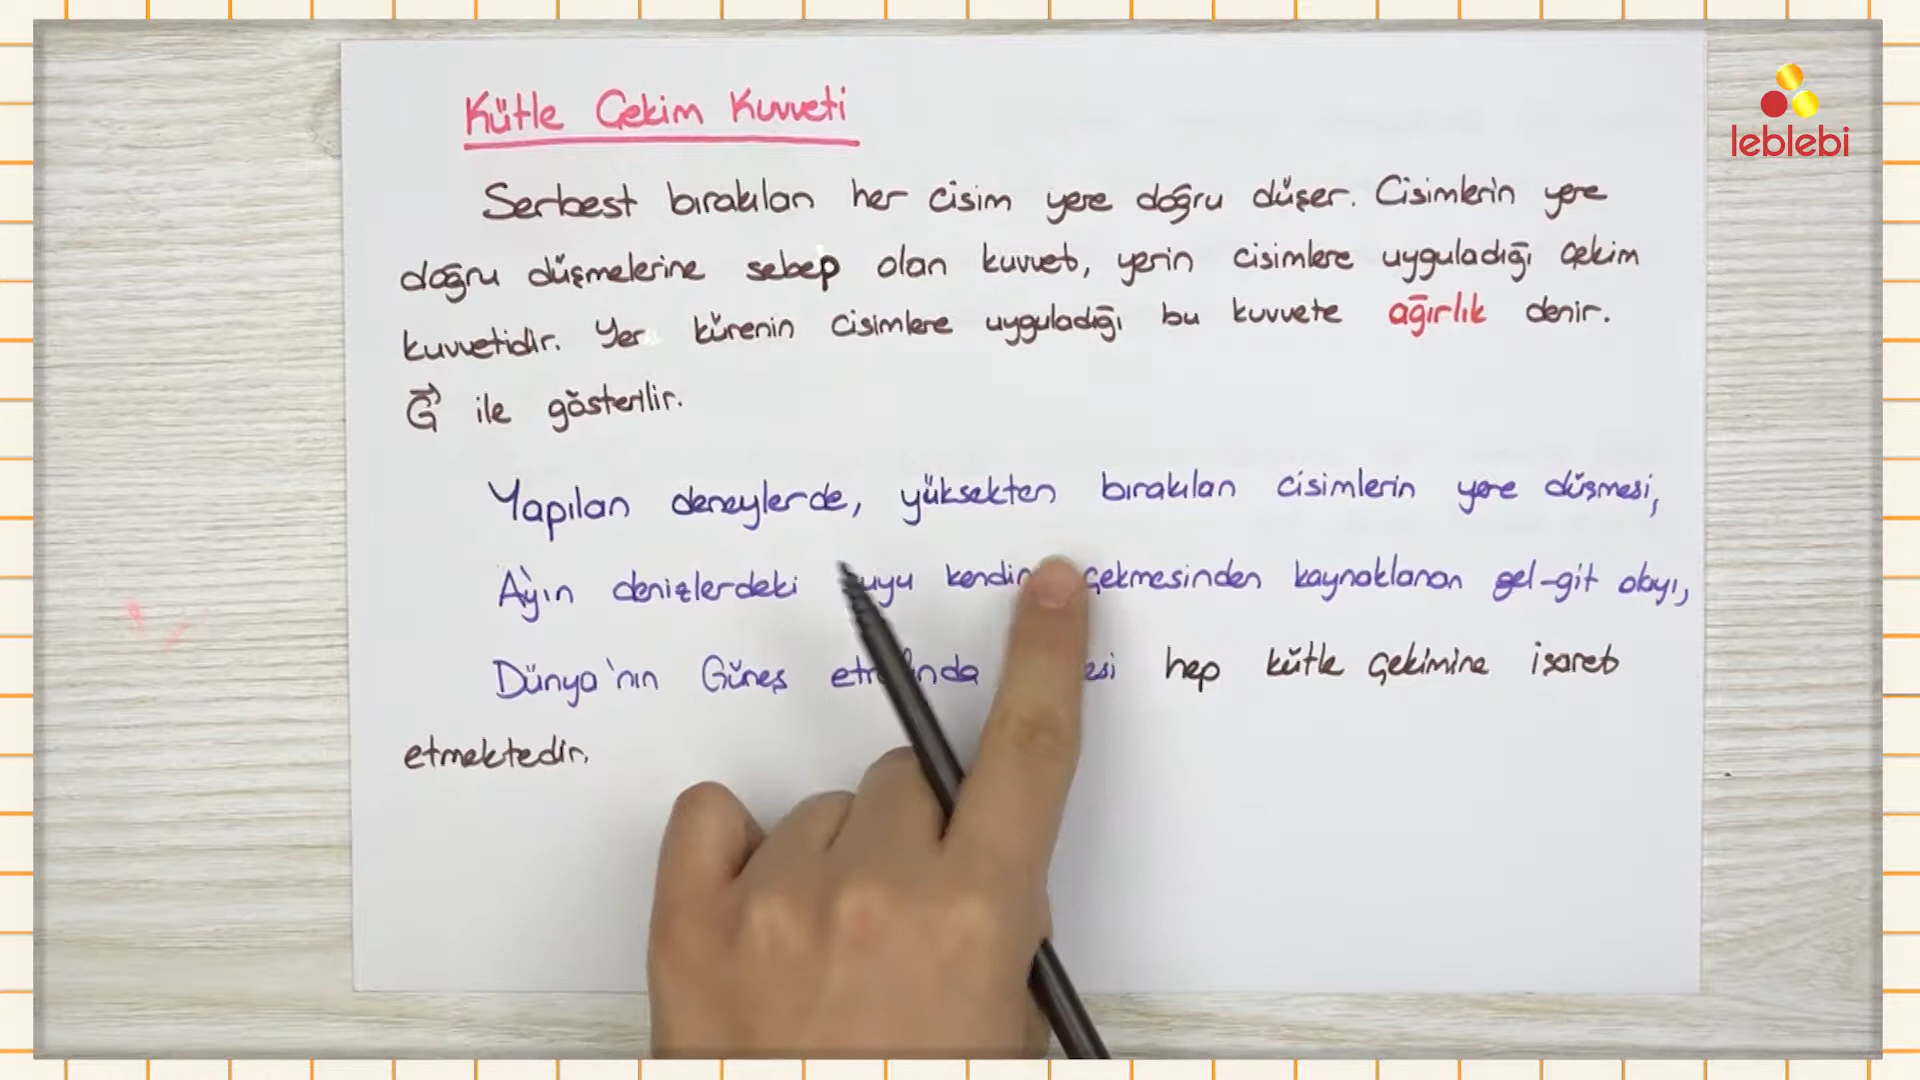 Kütle Çekim Kuvveti
leblebi
Serbest bırakılan her cisim yere doğru düşer. Cisimlerin yere
doğru düşmelerine sebep olan kuvvet, yerin cisimlere uyguladığı çekim
kuvvetidir. Yer kürenin cisimlere uyguladığı bu kuvvete ağırlık denir.
G⃗ ile gösterilir.
Yapılan deneylerde, yüksekten bırakılan cisimlerin yere düşmesi,
Ay'ın denizlerdeki çekmesinden kaynaklanan gel-git olayı,
Dünya'nın Güneş hep kütle çekimine işaret
etmektedir.